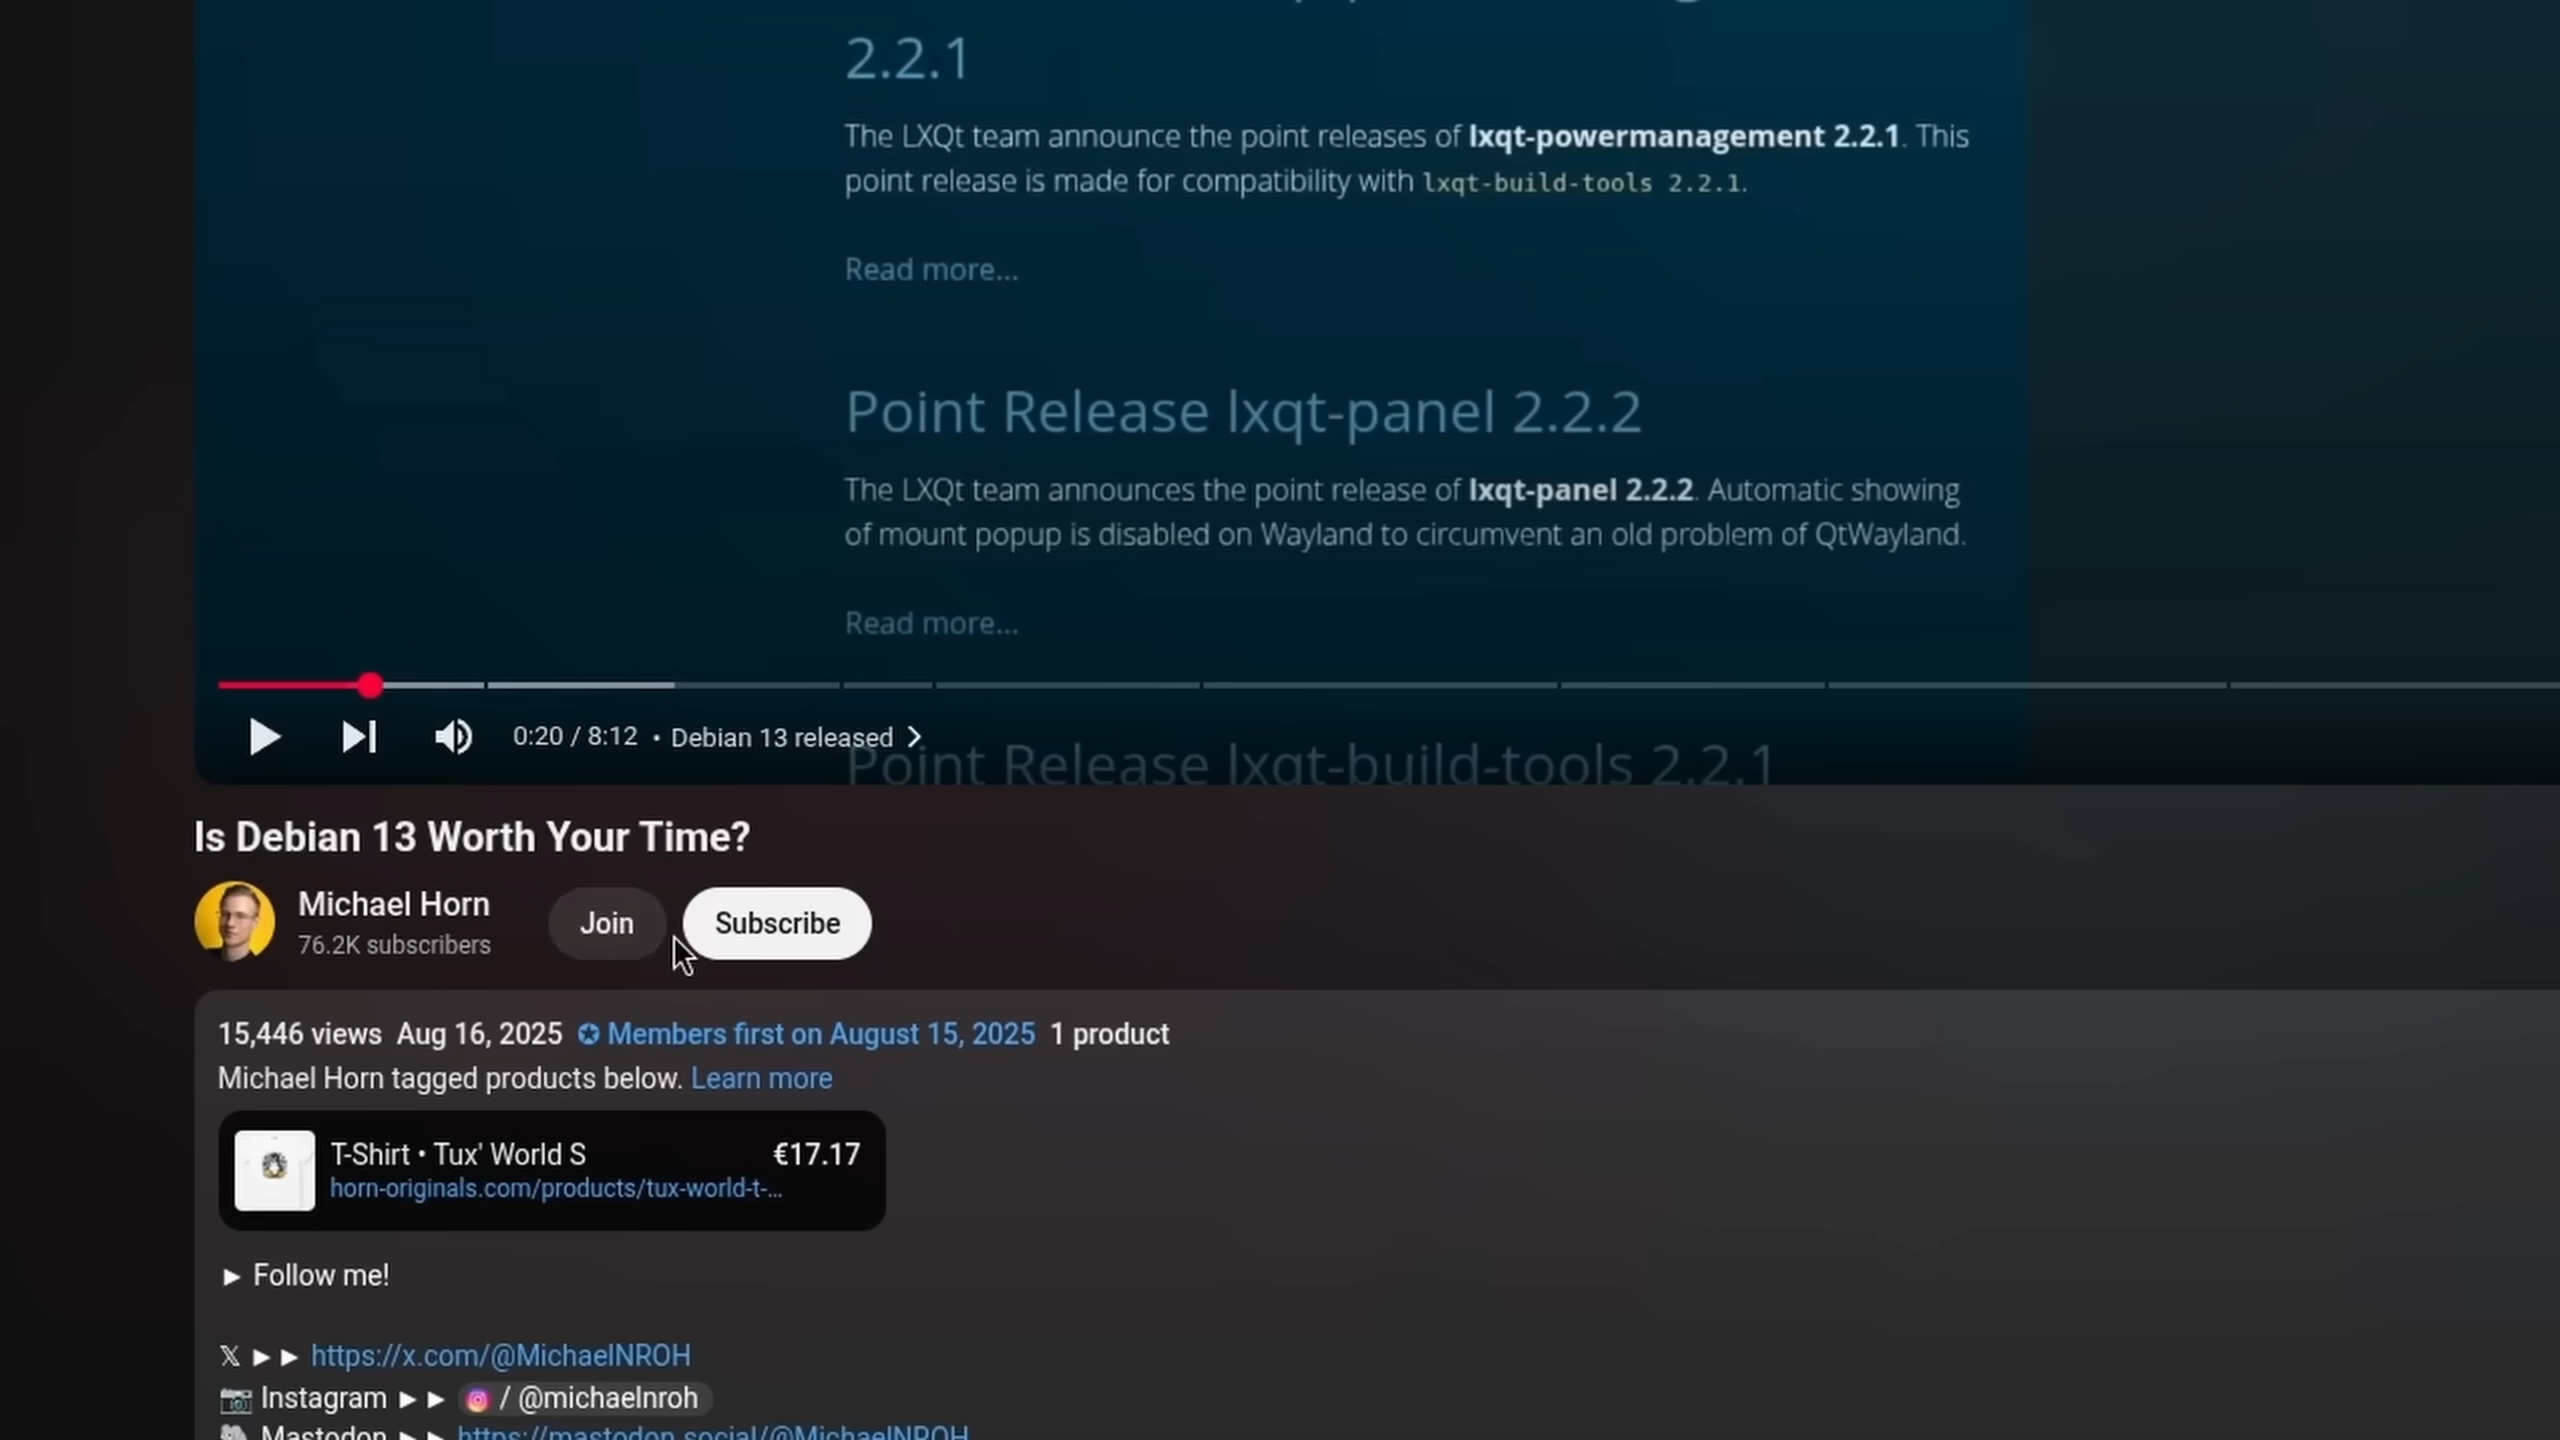 2.2.1
The LXQt team announce the point releases of lxqt-powermanagement 2.2.1. This
point release is made for compatibility with lxqt-build-tools 2.2.1.
Read more...
Point Release lxqt-panel 2.2.2
The LXQt team announces the point release of lxqt-panel 2.2.2. Automatic showing
of mount popup is disabled on Wayland to circumvent an old problem of QtWayland.
Read more...
0:20 / 8:12 • Debian 13 released
Point Release lxqt-build-tools 2.2.1
Is Debian 13 Worth Your Time?
Michael Horn
76.2K subscribers
Join
Subscribe
15,446 views Aug 16, 2025 ✪ Members first on August 15, 2025 1 product
Michael Horn tagged products below. Learn more
T-Shirt • Tux' World S €17.17
horn-originals.com/products/tux-world-t-...
► Follow me!
𝕏 ►► https://x.com/@MichaelNROH
📷 Instagram ►► / @michaelnroh
Mastodon ►► https://mastodon.social/@MichaelNROH